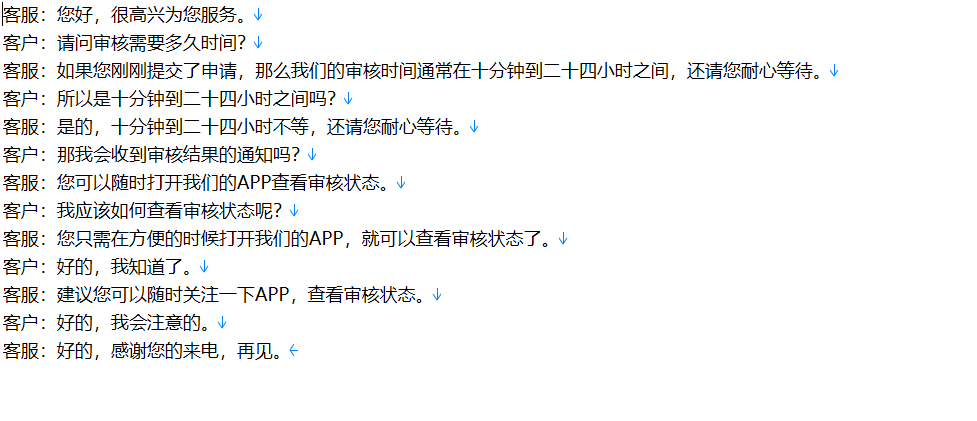 客服：您好，很高兴为您服务。
客户：请问审核需要多久时间？
客服：如果您刚刚提交了申请，那么我们的审核时间通常在十分钟到二十四小时之间，还请您耐心等待。
客户：所以是十分钟到二十四小时之间吗？
客服：是的，十分钟到二十四小时不等，还请您耐心等待。
客户：那我会收到审核结果的通知吗？
客服：您可以随时打开我们的APP查看审核状态。
客户：我应该如何查看审核状态呢？
客服：您只需在方便的时候打开我们的APP，就可以查看审核状态了。
客户：好的，我知道了。
客服：建议您可以随时关注一下APP，查看审核状态。
客户：好的，我会注意的。
客服：好的，感谢您的来电，再见。